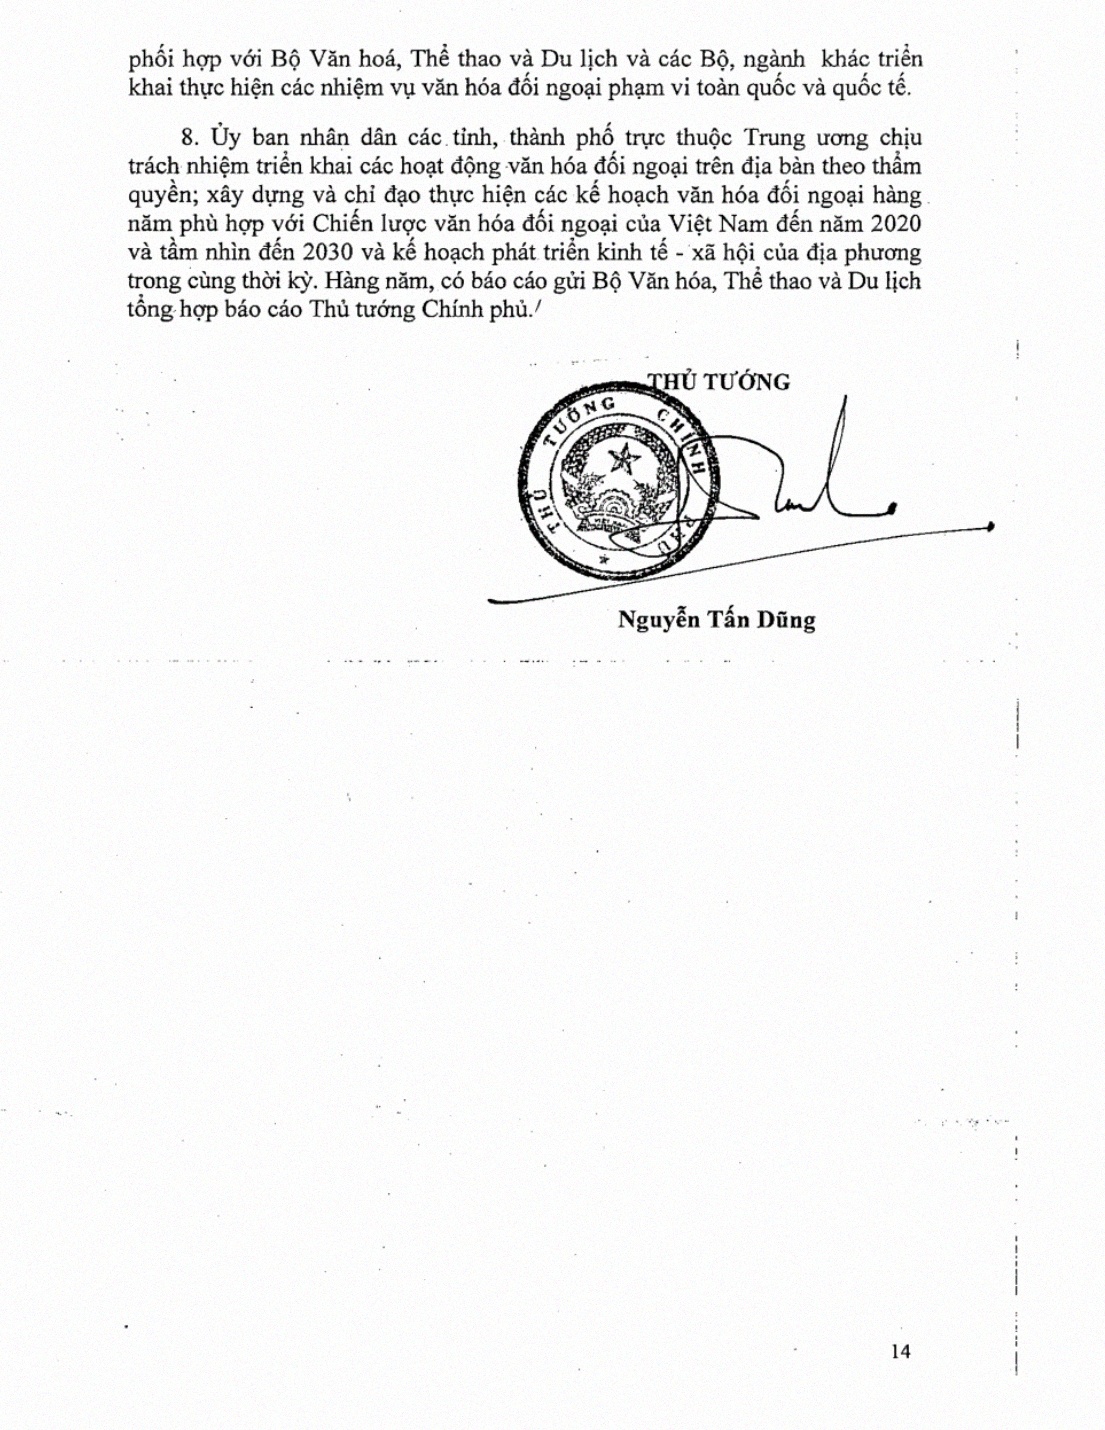 phối hợp với Bộ Văn hoá, Thể thao và Du lịch và các Bộ, ngành khác triển
khai thực hiện các nhiệm vụ văn hóa đối ngoại phạm vi toàn quốc và quốc tế.
8. Ủy ban nhân dân các tỉnh, thành phố trực thuộc Trung ương chịu
trách nhiệm triển khai các hoạt động văn hóa đối ngoại trên địa bàn theo thẩm
quyền; xây dựng và chỉ đạo thực hiện các kế hoạch văn hóa đối ngoại hàng
năm phù hợp với Chiến lược văn hóa đối ngoại của Việt Nam đến năm 2020
và tầm nhìn đến 2030 và kế hoạch phát triển kinh tế - xã hội của địa phương
trong cùng thời kỳ. Hàng năm, có báo cáo gửi Bộ Văn hóa, Thể thao và Du lịch
tổng hợp báo cáo Thủ tướng Chính phủ./
THỦ TƯỚNG
THỦ TƯỚNG CHÍNH
Nguyễn Tấn Dũng
14